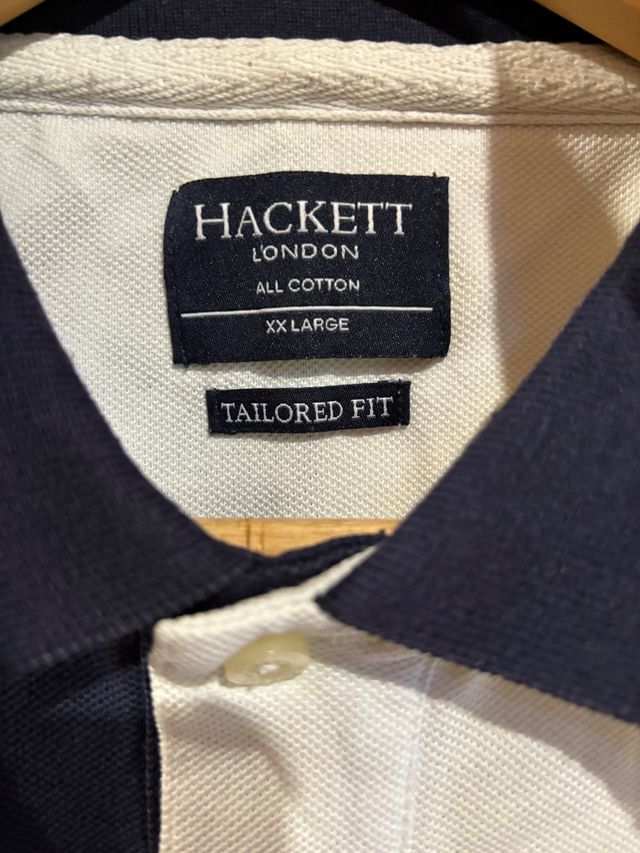 HACKETT
LONDON
ALL COTTON
XX LARGE
TAILORED FIT